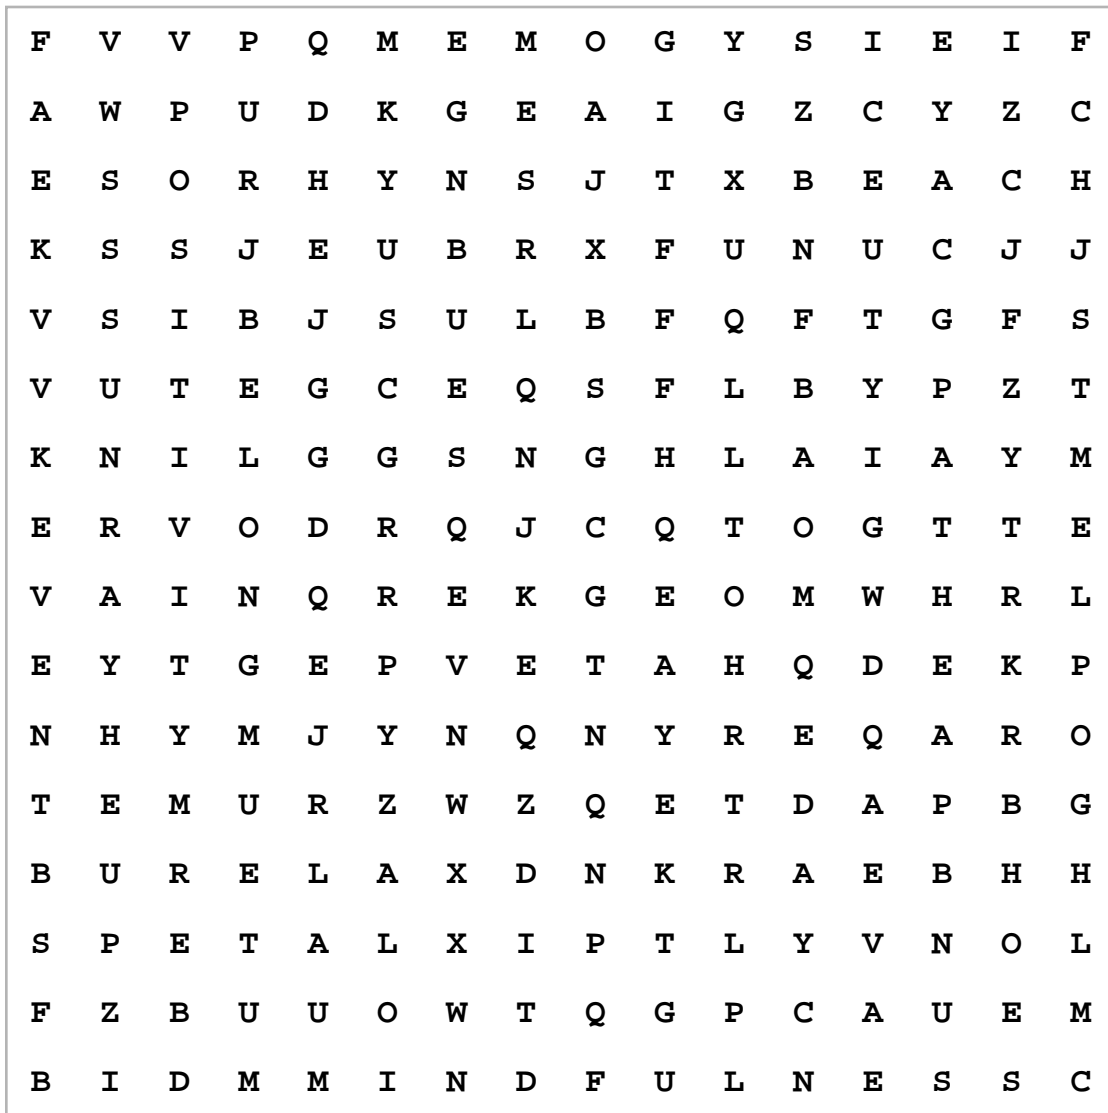 F V V P Q M E M O G Y S I E I F
A W P U D K G E A I G Z C Y Z C
E S O R H Y N S J T X B E A C H
K S S J E U B R X F U N U C J J
V S I B J S U L B F Q F T G F S
V U T E G C E Q S F L B Y P Z T
K N I L G G S N G H L A I A Y M
E R V O D R Q J C Q T O G T T E
V A I N Q R E K G E O M W H R L
E Y T G E P V E T A H Q D E K P
N H Y M J Y N Q N Y R E Q A R O
T E M U R Z W Z Q E T D A P B G
B U R E L A X D N K R A E B H H
S P E T A L X I P T L Y V N O L
F Z B U U O W T Q G P C A U E M
B I D M M I N D F U L N E S S C